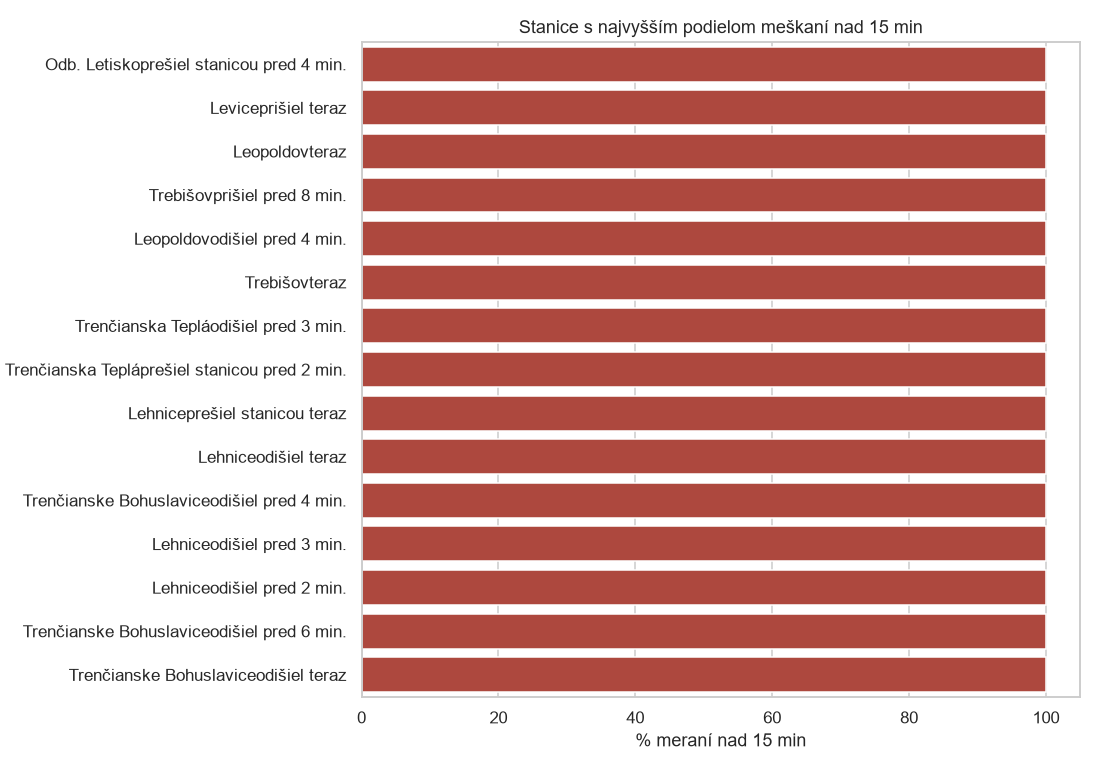 Stanice s najvyšším podielom meškaní nad 15 min
Odb. Letiskoprešiel stanicou pred 4 min.
Leviceprišiel teraz
Leopoldovteraz
Trebišovprišiel pred 8 min.
Leopoldovodišiel pred 4 min.
Trebišovteraz
Trenčianska Tepláodišiel pred 3 min.
Trenčianska Tepláprešiel stanicou pred 2 min.
Lehniceprešiel stanicou teraz
Lehniceodišiel teraz
Trenčianske Bohuslaviceodišiel pred 4 min.
Lehniceodišiel pred 3 min.
Lehniceodišiel pred 2 min.
Trenčianske Bohuslaviceodišiel pred 6 min.
Trenčianske Bohuslaviceodišiel teraz
0 20 40 60 80 100
% meraní nad 15 min